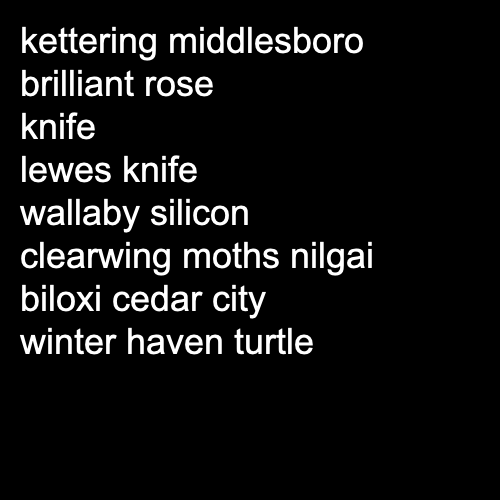 kettering middlesboro
brilliant rose
knife
lewes knife
wallaby silicon
clearwing moths nilgai
biloxi cedar city
winter haven turtle